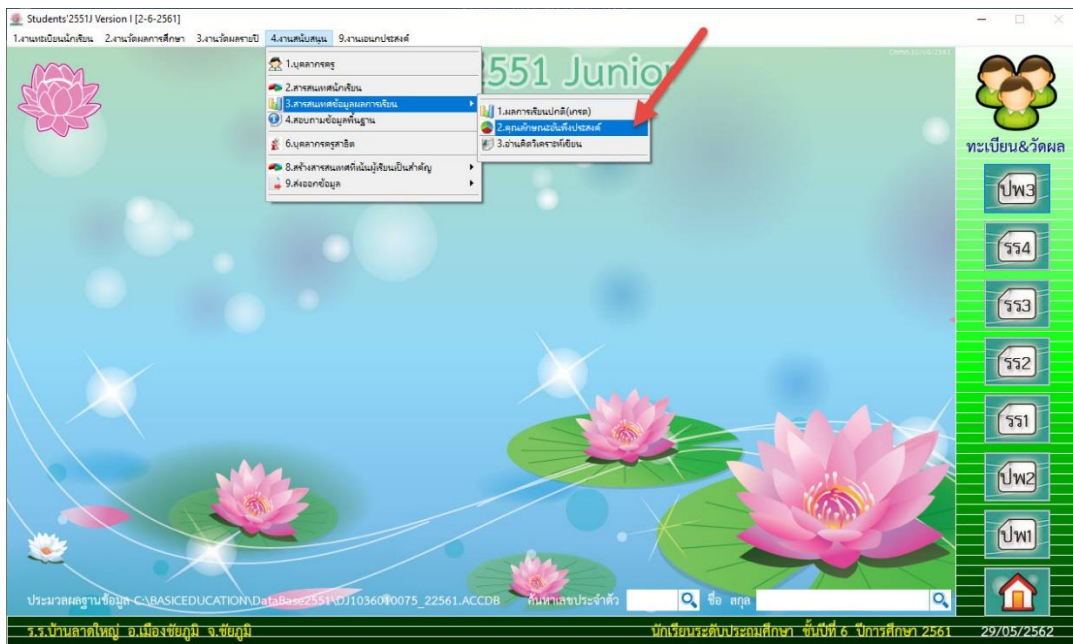 Students'2551J Version I [2-6-2561]
1.งานทะเบียนนักเรียน 2.งานวัดผลการศึกษา 3.งานวัดผลรายปี 4.งานสนับสนุน 9.งานเอนกประสงค์
2551 Junior
1.บุคลากรครู
2.สารสนเทศนักเรียน
3.สารสนเทศข้อมูลผลการเรียน
4.สอบถามข้อมูลพื้นฐาน
6.บุคลากรครูสาธิต
8.สร้างสารสนเทศที่เน้นผู้เรียนเป็นสำคัญ
9.ส่งออกข้อมูล
1.ผลการเรียนปกติ(เกรด)
2.คุณลักษณะอันพึงประสงค์
3.อ่านคิดวิเคราะห์เขียน
ทะเบียน&วัดผล
ปพ3
รร4
รร3
รร2
รร1
ปพ2
ปพ1
ประมวลผลฐานข้อมูล C:\BASICEDUCATION\DataBase2551\DJ1036010075_22561.ACCDB ค้นหาเลขประจำตัว ชื่อ สกุล
ร.ร.บ้านลาดใหญ่ อ.เมืองชัยภูมิ จ.ชัยภูมิ นักเรียนระดับประถมศึกษา ชั้นปีที่ 6 ปีการศึกษา 2561 29/05/2562